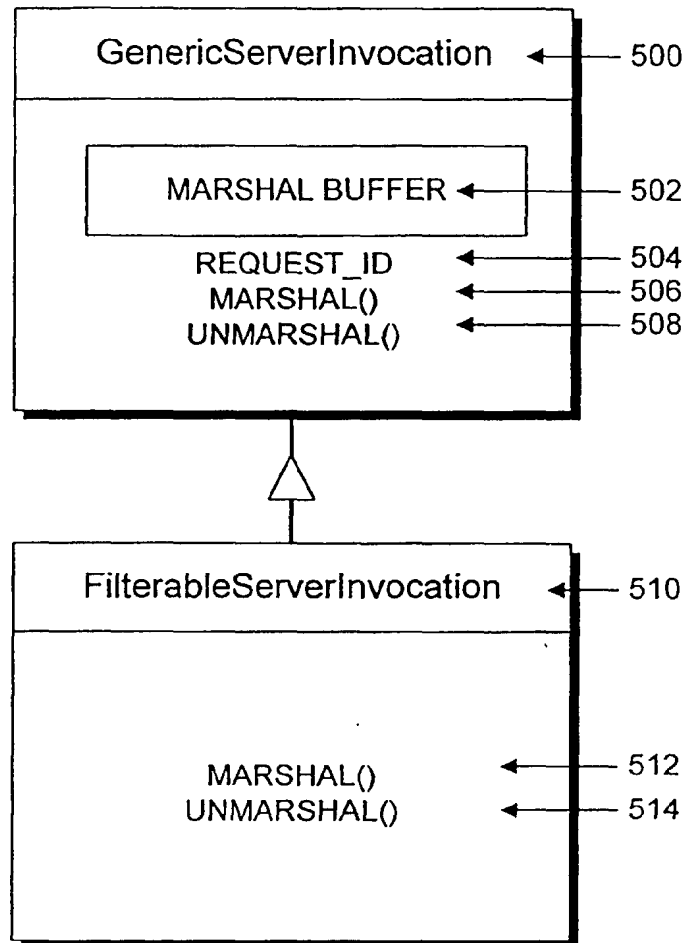 GenericServerInvocation 500
MARSHAL BUFFER 502
REQUEST_ID 504
MARSHAL() 506
UNMARSHAL() 508
FilterableServerInvocation 510
MARSHAL() 512
UNMARSHAL() 514